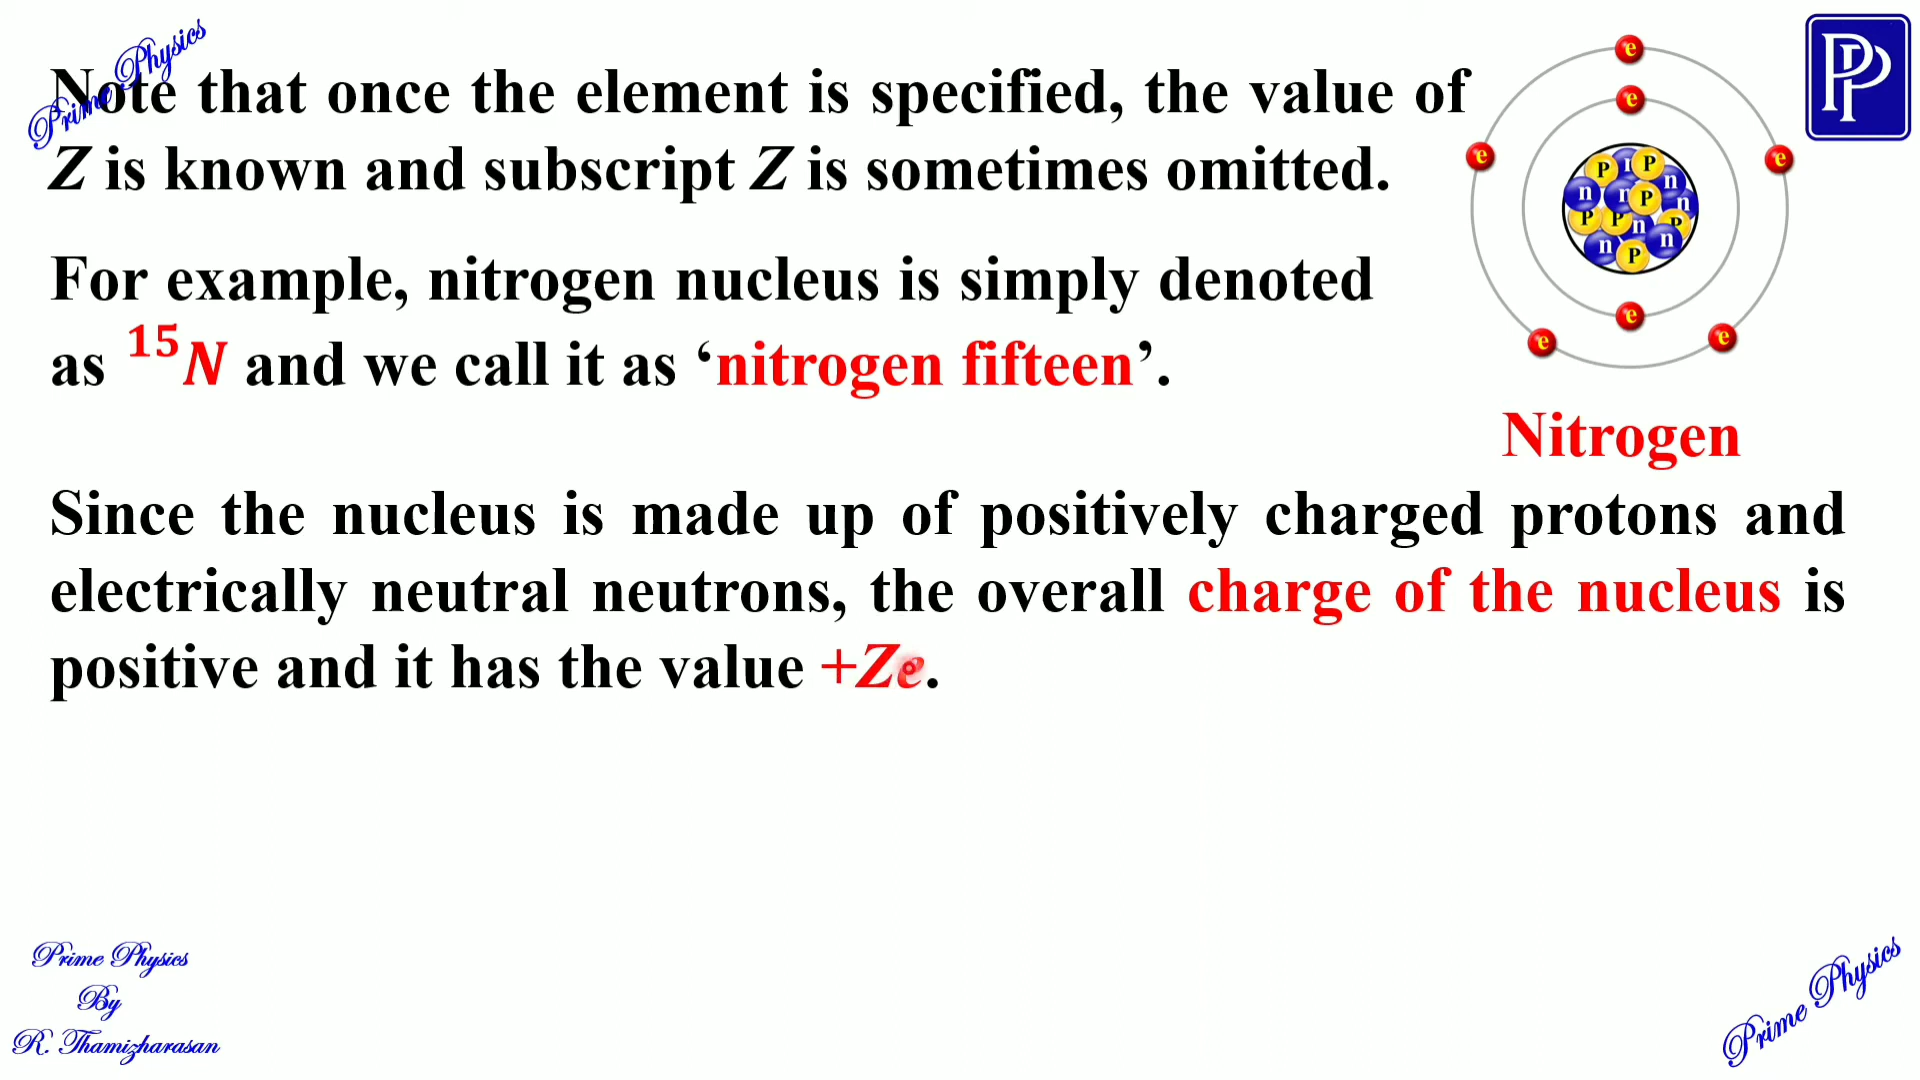 Prime Physics
Note that once the element is specified, the value of
Z is known and subscript Z is sometimes omitted.
For example, nitrogen nucleus is simply denoted
as ¹⁵N and we call it as ‘nitrogen fifteen’.
Nitrogen
Since the nucleus is made up of positively charged protons and
electrically neutral neutrons, the overall charge of the nucleus is
positive and it has the value +Ze.
e
e
e
e
P
n
P
n
n
n
P
n
P
P
n
P
n
n
P
e
e
e
PP
Prime Physics
By
R. Thamizharasan
Prime Physics